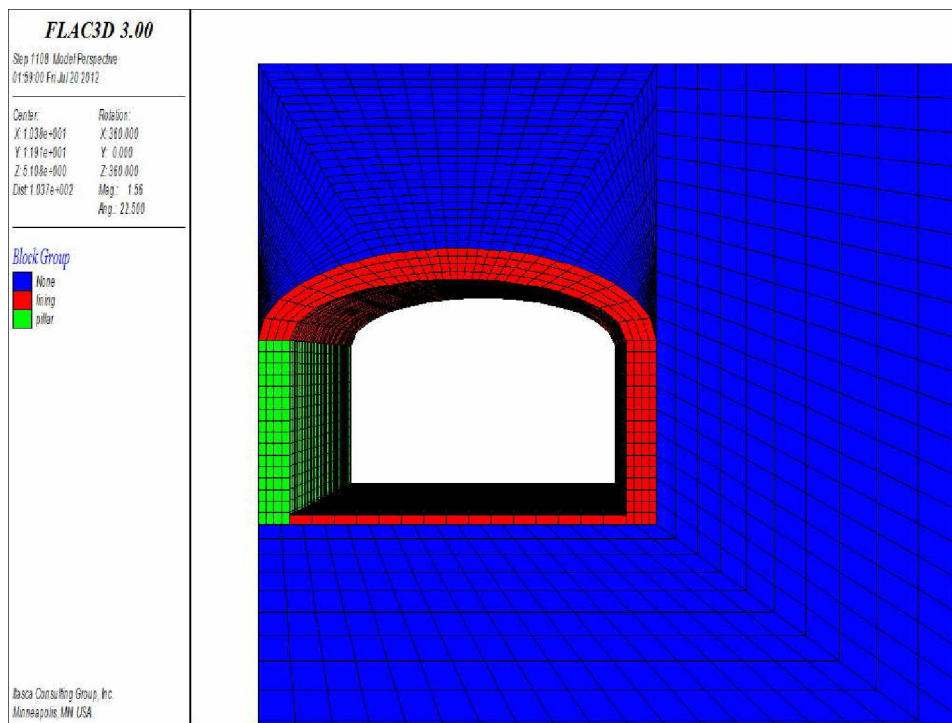 FLAC3D 3.00
Step 1108 Model Perspective
01:59:00 Fri Jul 20 2012
Center:
X: 1.038e+001
Y: 1.191e+001
Z: 5.108e+000
Dist: 1.037e+002
Rotation:
X: 360.000
Y: 0.000
Z: 360.000
Mag.: 1.56
Ang.: 22.500
Block Group
None
lining
pillar
Itasca Consulting Group, Inc.
Minneapolis, MN USA